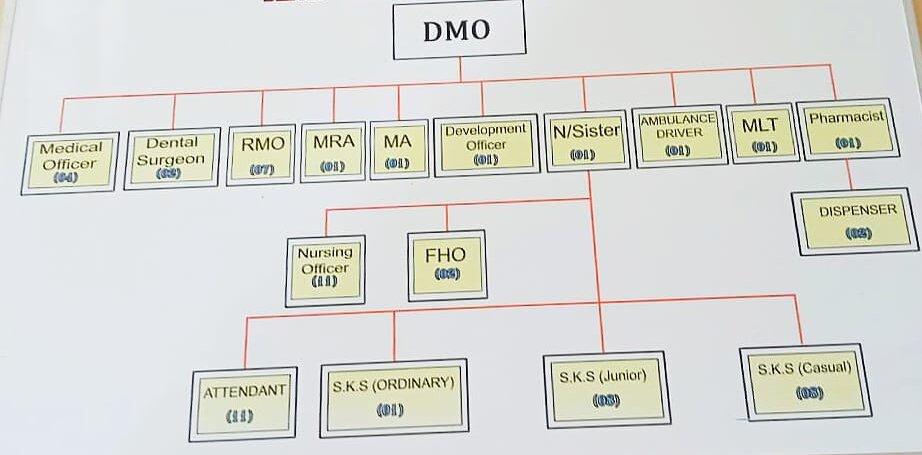 DMO
Medical
Officer
(04)
Dental
Surgeon
(02)
RMO
(07)
MRA
(01)
MA
(01)
Development
Officer
(01)
N/Sister
(01)
AMBULANCE
DRIVER
(01)
MLT
(01)
Pharmacist
(01)
DISPENSER
(02)
Nursing
Officer
(11)
FHO
(02)
ATTENDANT
(11)
S.K.S (ORDINARY)
(01)
S.K.S (Junior)
(03)
S.K.S (Casual)